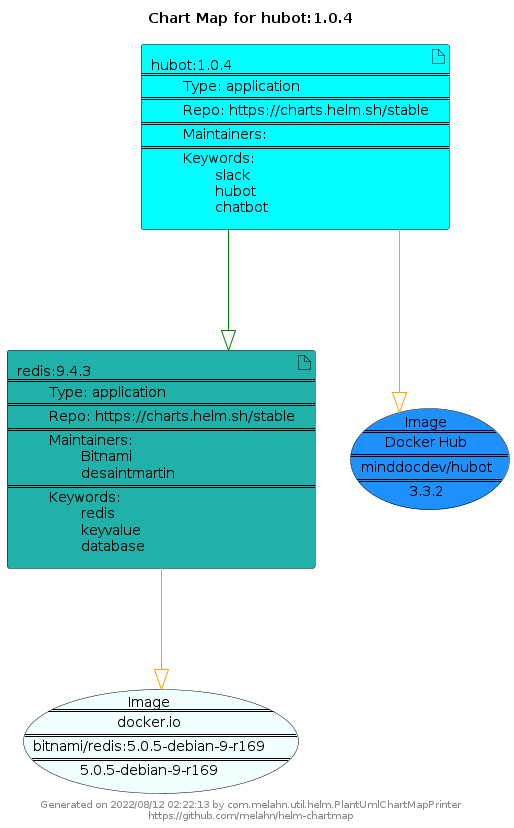 Chart Map for hubot:1.0.4
hubot:1.0.4
Type: application
Repo: https://charts.helm.sh/stable
Maintainers:
Keywords:
slack
hubot
chatbot
redis:9.4.3
Type: application
Repo: https://charts.helm.sh/stable
Maintainers:
Bitnami
desaintmartin
Keywords:
redis
keyvalue
database
Image
Docker Hub
minddocdev/hubot
3.3.2
Image
docker.io
bitnami/redis:5.0.5-debian-9-r169
5.0.5-debian-9-r169
Generated on 2022/08/12 02:22:13 by com.melahn.util.helm.PlantUmlChartMapPrinter
https://github.com/melahn/helm-chartmap